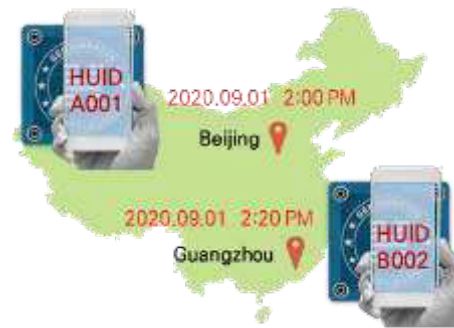 HUID
A001
2020.09.01 2:00 PM
Beijing
2020.09.01 2:20 PM
Guangzhou
HUID
B002